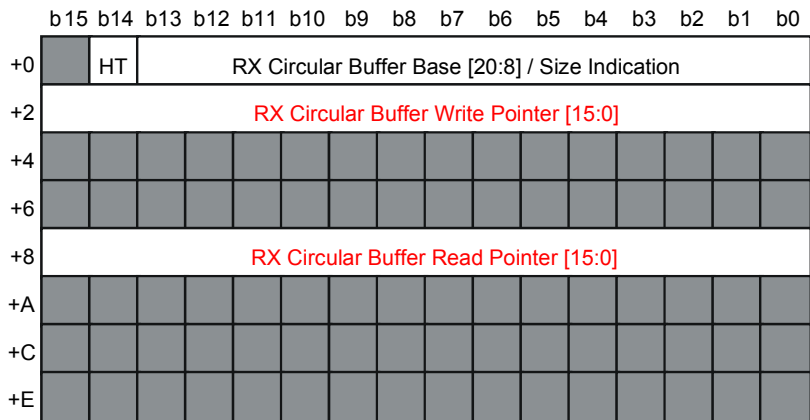 b15 b14 b13 b12 b11 b10 b9 b8 b7 b6 b5 b4 b3 b2 b1 b0
+0 HT RX Circular Buffer Base [20:8] / Size Indication
+2 RX Circular Buffer Write Pointer [15:0]
+4
+6
+8 RX Circular Buffer Read Pointer [15:0]
+A
+C
+E